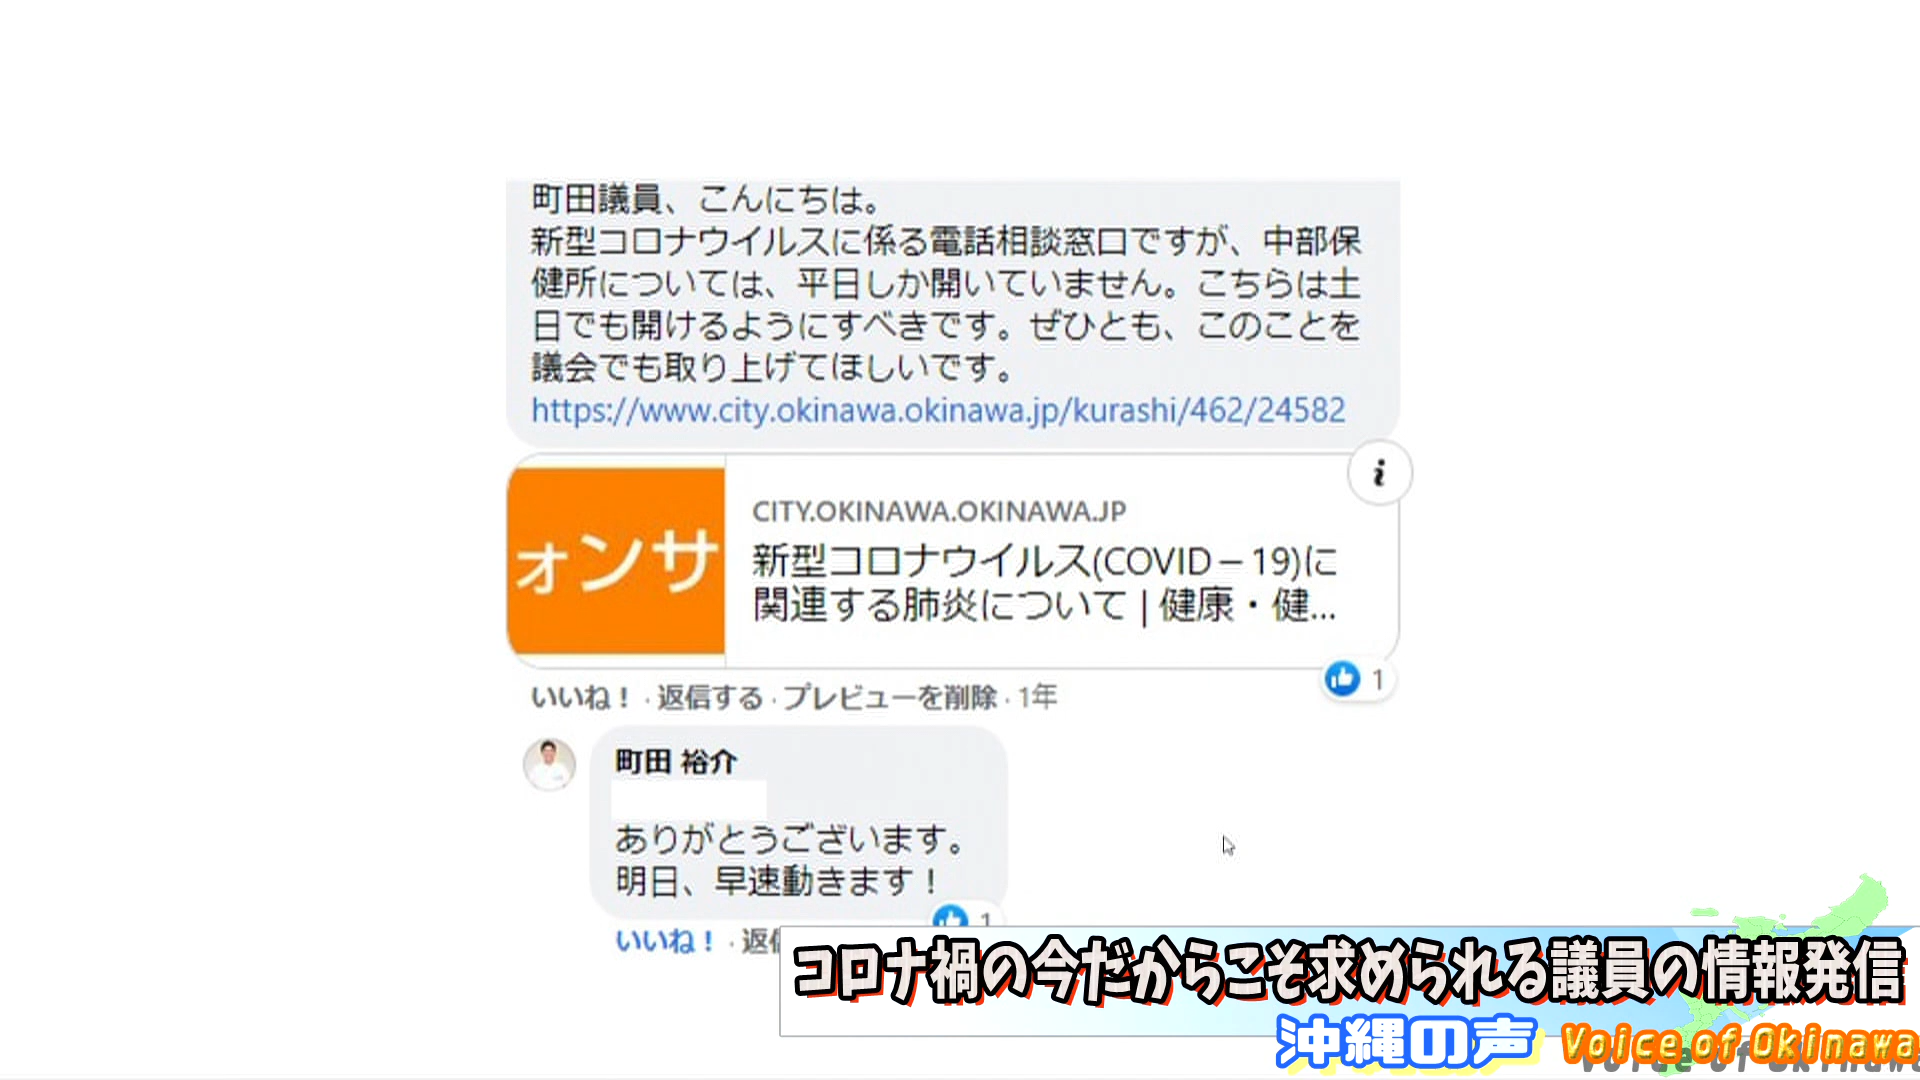 町田議員、こんにちは。
新型コロナウイルスに係る電話相談窓口ですが、中部保
健所については、平日しか開いていません。こちらは土
日でも開けるようにすべきです。ぜひとも、このことを
議会でも取り上げてほしいです。
https://www.city.okinawa.okinawa.jp/kurashi/462/24582
ォンサ
i
CITY.OKINAWA.OKINAWA.JP
新型コロナウイルス(COVID－19)に
関連する肺炎について | 健康・健...
1
いいね！ · 返信する · プレビューを削除 · 1年
町田 裕介
ありがとうございます。
明日、早速動きます！
1
いいね！ · 返信
コロナ禍の今だからこそ求められる議員の情報発信
沖縄の声 Voice of Okinawa